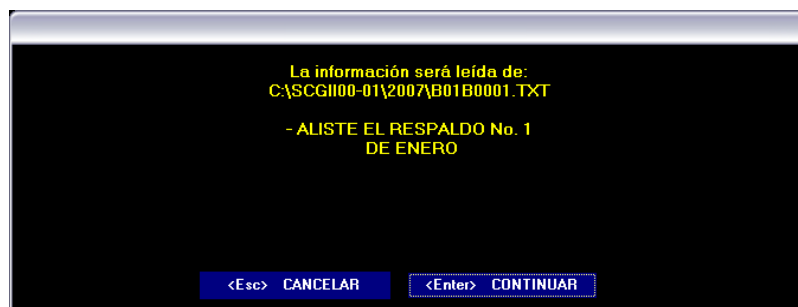 La información será leída de:
C:\SCGII00-01\2007\B01B0001.TXT
- ALISTE EL RESPALDO No. 1
DE ENERO
<Esc> CANCELAR <Enter> CONTINUAR